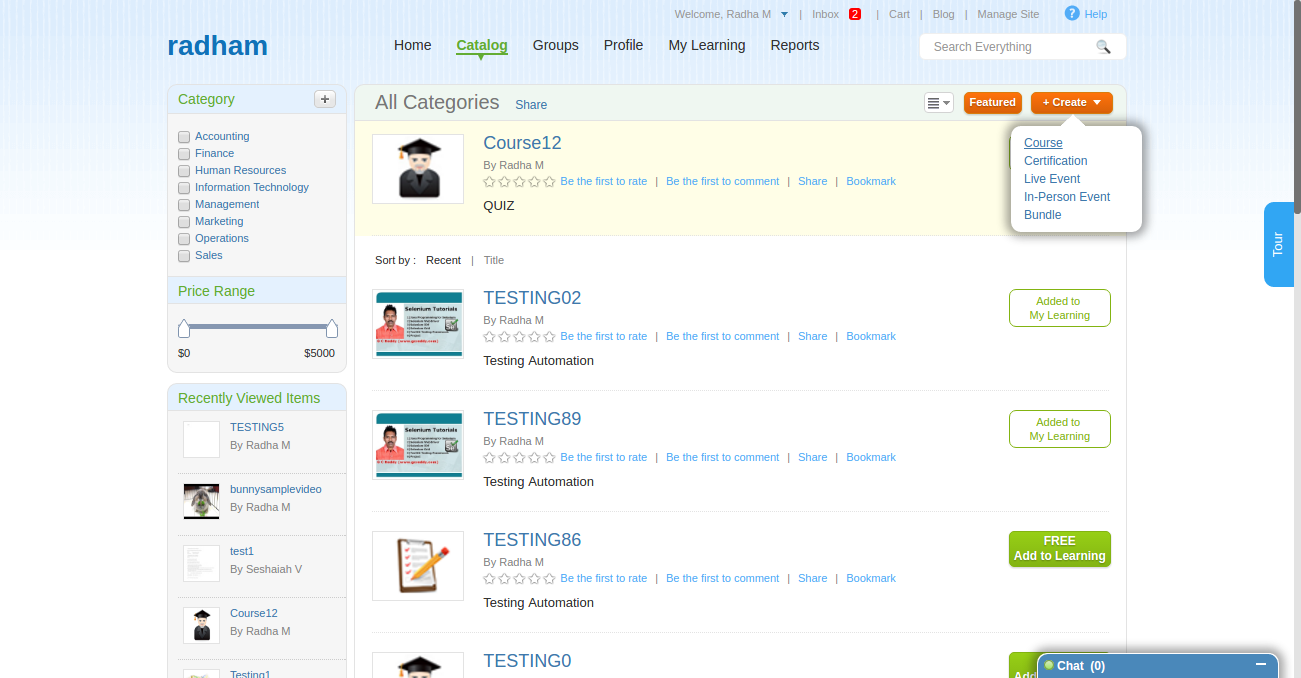 Welcome, Radha M | Inbox 2 | Cart | Blog | Manage Site ? Help
radham
Home Catalog Groups Profile My Learning Reports
Search Everything
Category +
Accounting
Finance
Human Resources
Information Technology
Management
Marketing
Operations
Sales
Price Range
$0 $5000
Recently Viewed Items
TESTING5
By Radha M
bunnysamplevideo
By Radha M
test1
By Seshaiah V
Course12
By Radha M
Testing1
All Categories Share
Featured
+ Create
Course
Certification
Live Event
In-Person Event
Bundle
Course12
By Radha M
Be the first to rate | Be the first to comment | Share | Bookmark
QUIZ
Sort by : Recent | Title
TESTING02
By Radha M
Be the first to rate | Be the first to comment | Share | Bookmark
Testing Automation
Selenium Tutorials
Added to
My Learning
TESTING89
By Radha M
Be the first to rate | Be the first to comment | Share | Bookmark
Testing Automation
Selenium Tutorials
Added to
My Learning
TESTING86
By Radha M
Be the first to rate | Be the first to comment | Share | Bookmark
Testing Automation
FREE
Add to Learning
TESTING0
Add
Tour
Chat (0)